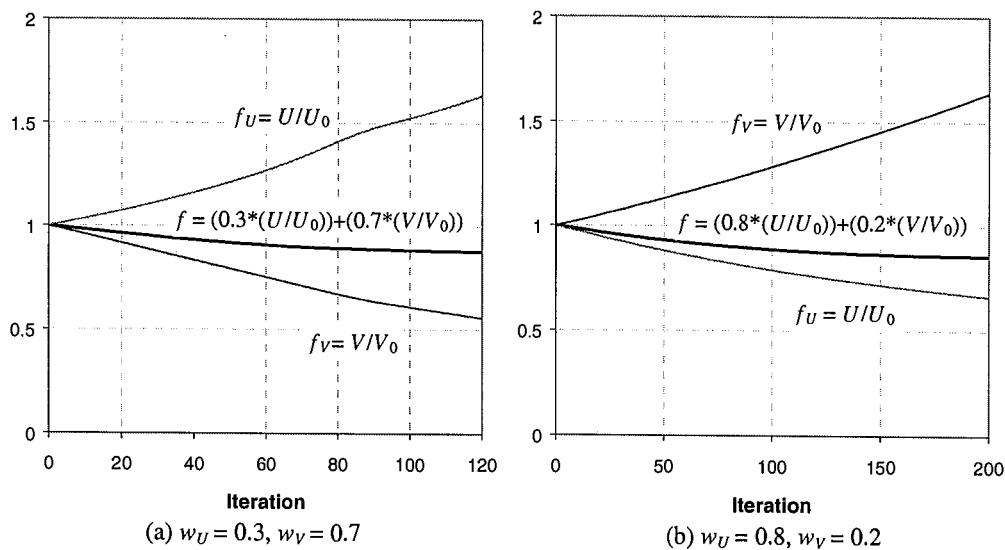 2
1.5
1
0.5
0
f_U = U/U_0
f = (0.3*(U/U_0))+(0.7*(V/V_0))
f_V = V/V_0
0 20 40 60 80 100 120
Iteration
(a) w_U = 0.3, w_V = 0.7
2
1.5
1
0.5
0
f_V = V/V_0
f = (0.8*(U/U_0))+(0.2*(V/V_0))
f_U = U/U_0
0 50 100 150 200
Iteration
(b) w_U = 0.8, w_V = 0.2